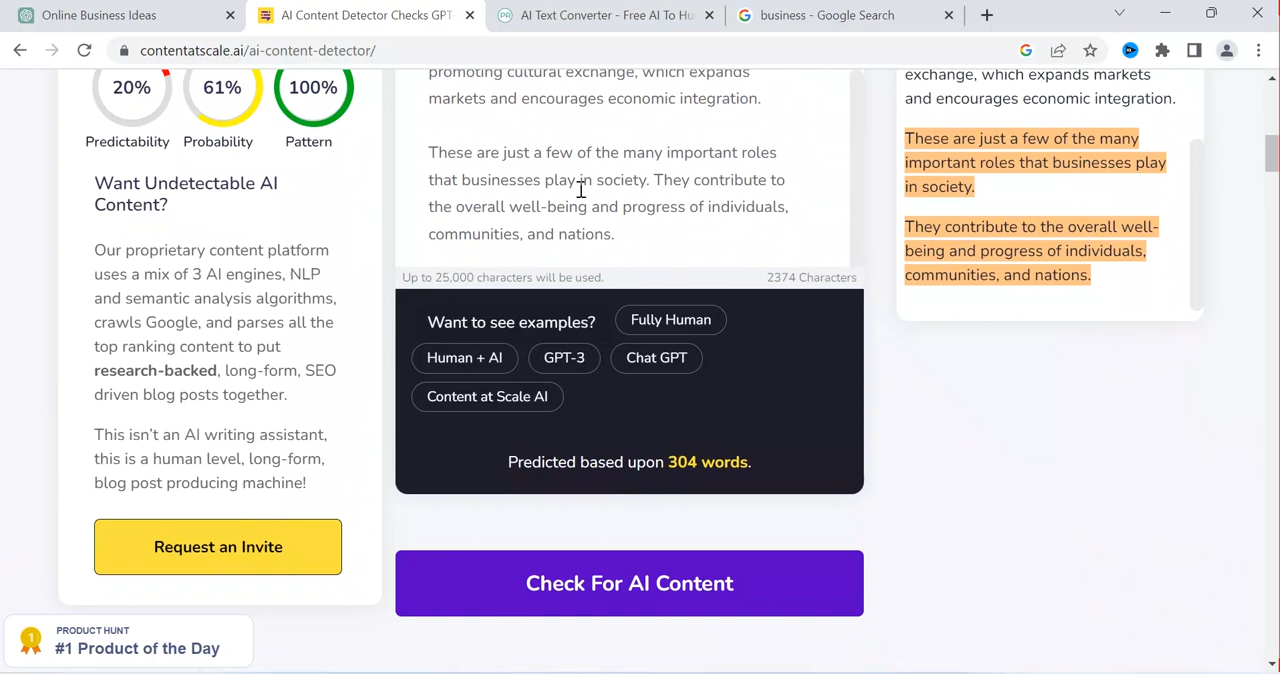 Online Business Ideas
AI Content Detector Checks GPT-
AI Text Converter - Free AI To Hu
business - Google Search
contentatscale.ai/ai-content-detector/
20%
61%
100%
Predictability
Probability
Pattern
Want Undetectable AI
Content?
Our proprietary content platform
uses a mix of 3 AI engines, NLP
and semantic analysis algorithms,
crawls Google, and parses all the
top ranking content to put
research-backed, long-form, SEO
driven blog posts together.
This isn't an AI writing assistant,
this is a human level, long-form,
blog post producing machine!
Request an Invite
PRODUCT HUNT
#1 Product of the Day
1
promoting cultural exchange, which expands
markets and encourages economic integration.
These are just a few of the many important roles
that businesses play in society. They contribute to
the overall well-being and progress of individuals,
communities, and nations.
Up to 25,000 characters will be used.
2374 Characters
Want to see examples?
Fully Human
Human + AI
GPT-3
Chat GPT
Content at Scale AI
Predicted based upon 304 words.
Check For AI Content
exchange, which expands markets
and encourages economic integration.
These are just a few of the many
important roles that businesses play
in society.
They contribute to the overall well-
being and progress of individuals,
communities, and nations.